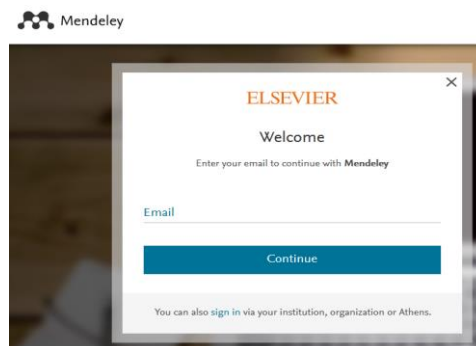 Mendeley
ELSEVIER
Welcome
Enter your email to continue with Mendeley
Email
Continue
You can also sign in via your institution, organization or Athens.